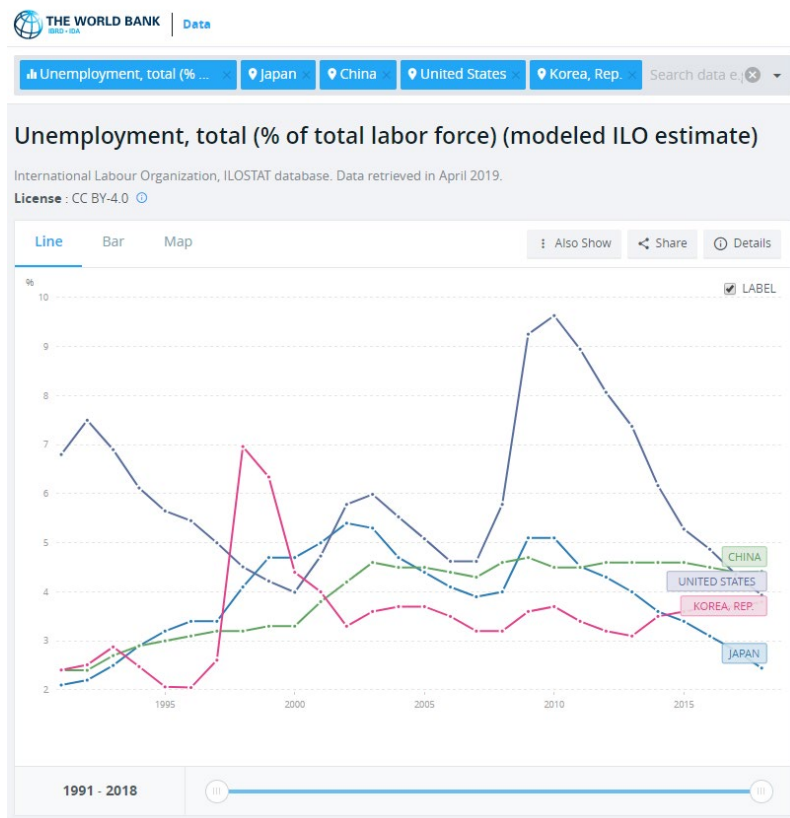 THE WORLD BANK
IBRD • IDA
Data
Unemployment, total (% ... ×
Japan ×
China ×
United States ×
Korea, Rep. ×
Search data e.
Unemployment, total (% of total labor force) (modeled ILO estimate)
International Labour Organization, ILOSTAT database. Data retrieved in April 2019.
License : CC BY-4.0
Line Bar Map
Also Show
Share
Details
%
LABEL
10
9
8
7
6
5
4
3
2
CHINA
UNITED STATES
KOREA, REP.
JAPAN
1995 2000 2005 2010 2015
1991 - 2018